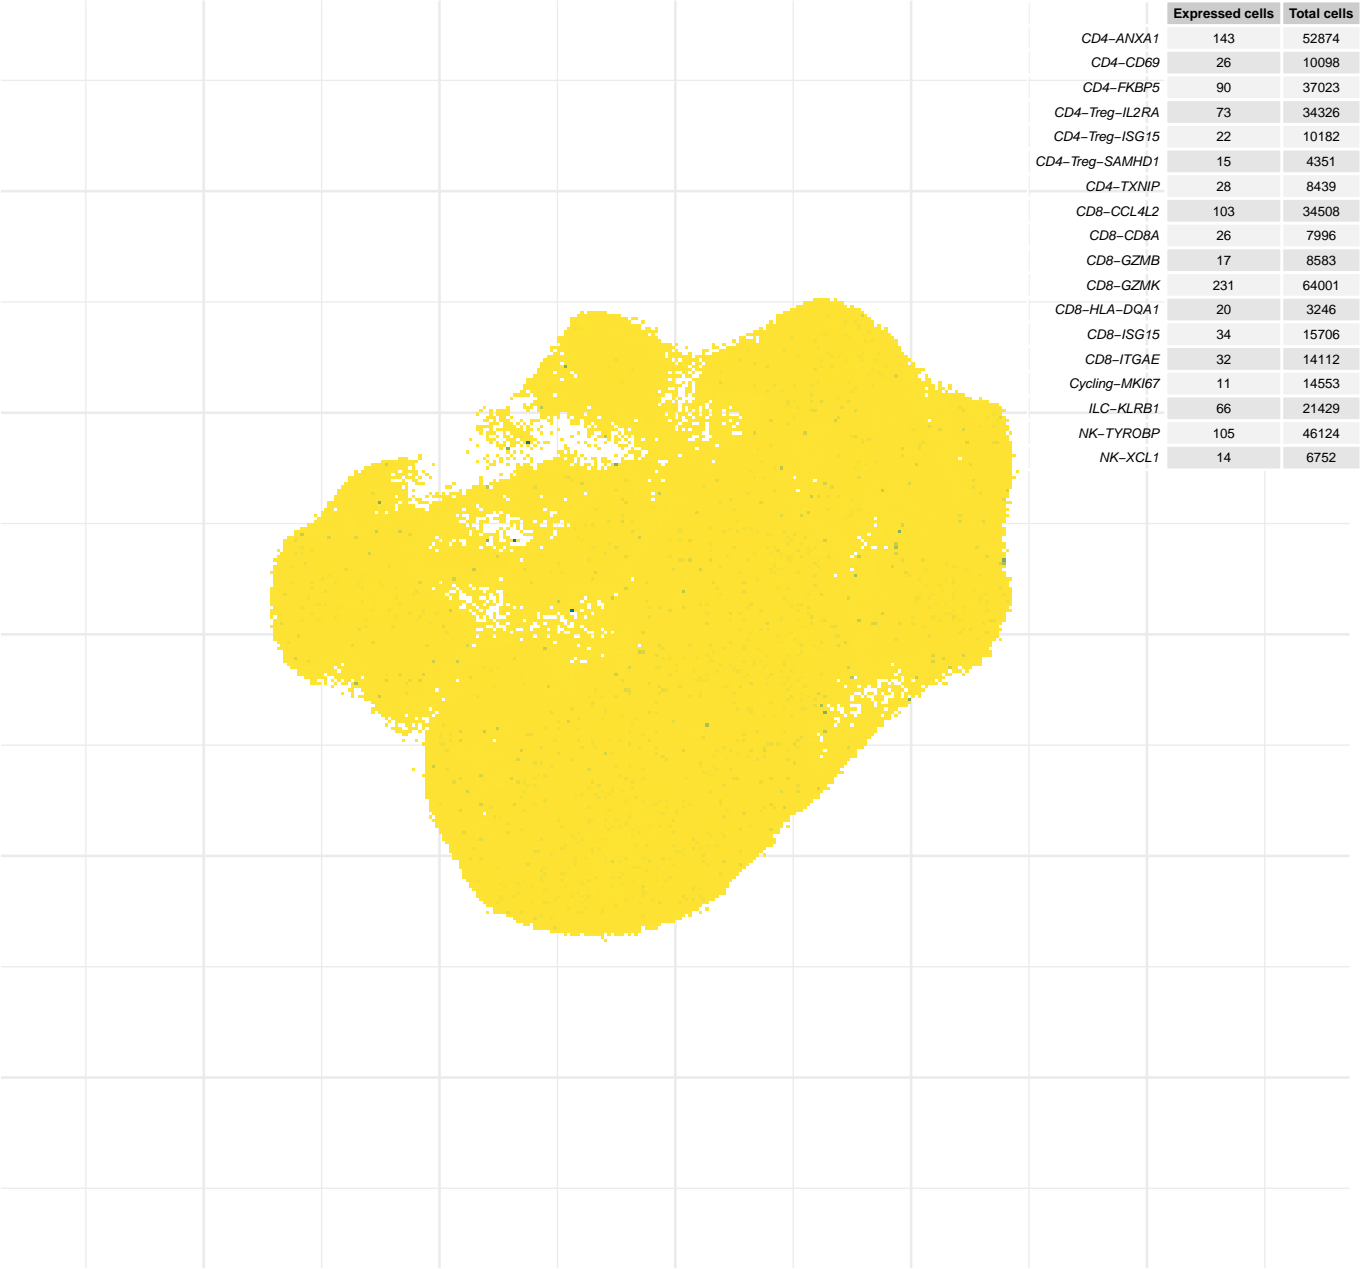 Expressed cells Total cells
CD4−ANXA1 143 52874
CD4−CD69 26 10098
CD4−FKBP5 90 37023
CD4−Treg−IL2RA 73 34326
CD4−Treg−ISG15 22 10182
CD4−Treg−SAMHD1 15 4351
CD4−TXNIP 28 8439
CD8−CCL4L2 103 34508
CD8−CD8A 26 7996
CD8−GZMB 17 8583
CD8−GZMK 231 64001
CD8−HLA−DQA1 20 3246
CD8−ISG15 34 15706
CD8−ITGAE 32 14112
Cycling−MKI67 11 14553
ILC−KLRB1 66 21429
NK−TYROBP 105 46124
NK−XCL1 14 6752